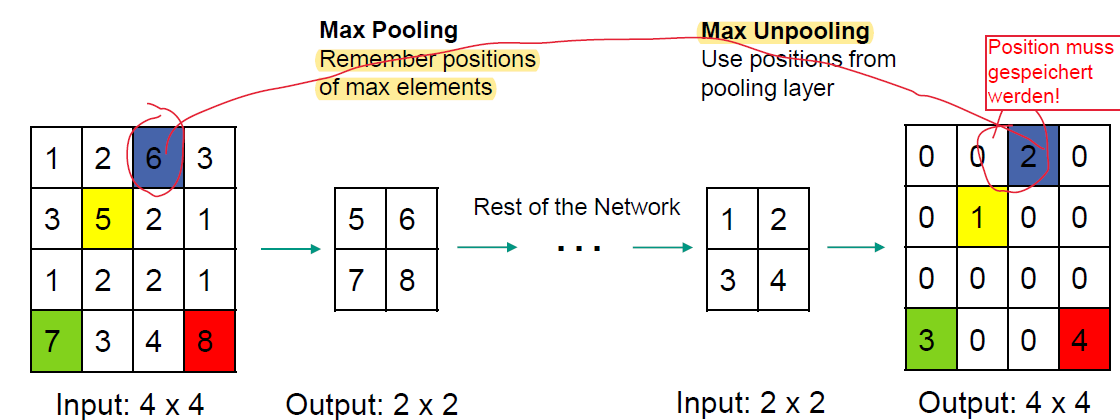 Max Pooling
Remember positions
of max elements
Max Unpooling
Use positions from
pooling layer
Position muss
gespeichert
werden!
1 2 6 3
3 5 2 1
1 2 2 1
7 3 4 8
Input: 4 x 4
5 6
7 8
Output: 2 x 2
Rest of the Network
...
1 2
3 4
Input: 2 x 2
0 0 2 0
0 1 0 0
0 0 0 0
3 0 0 4
Output: 4 x 4